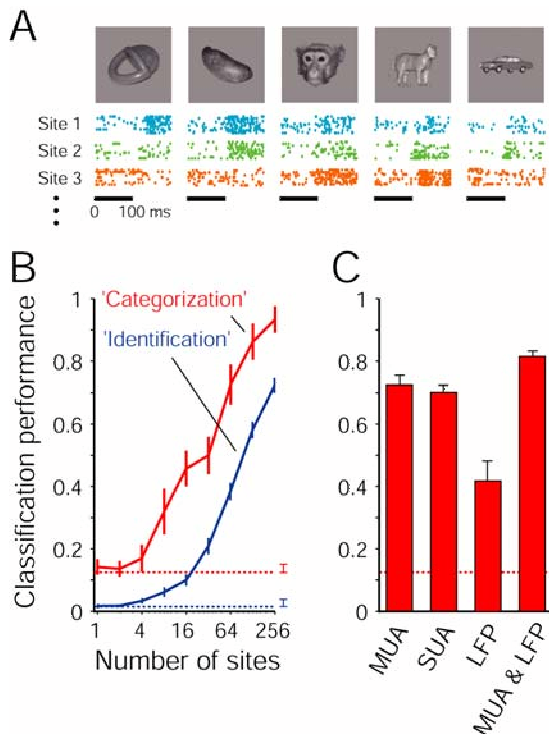 A
Site 1
Site 2
Site 3
0 100 ms
B
'Categorization'
'Identification'
Classification performance
1
0.8
0.6
0.4
0.2
0
1 4 16 64 256
Number of sites
C
1
0.8
0.6
0.4
0.2
0
MUA
SUA
LFP
MUA & LFP